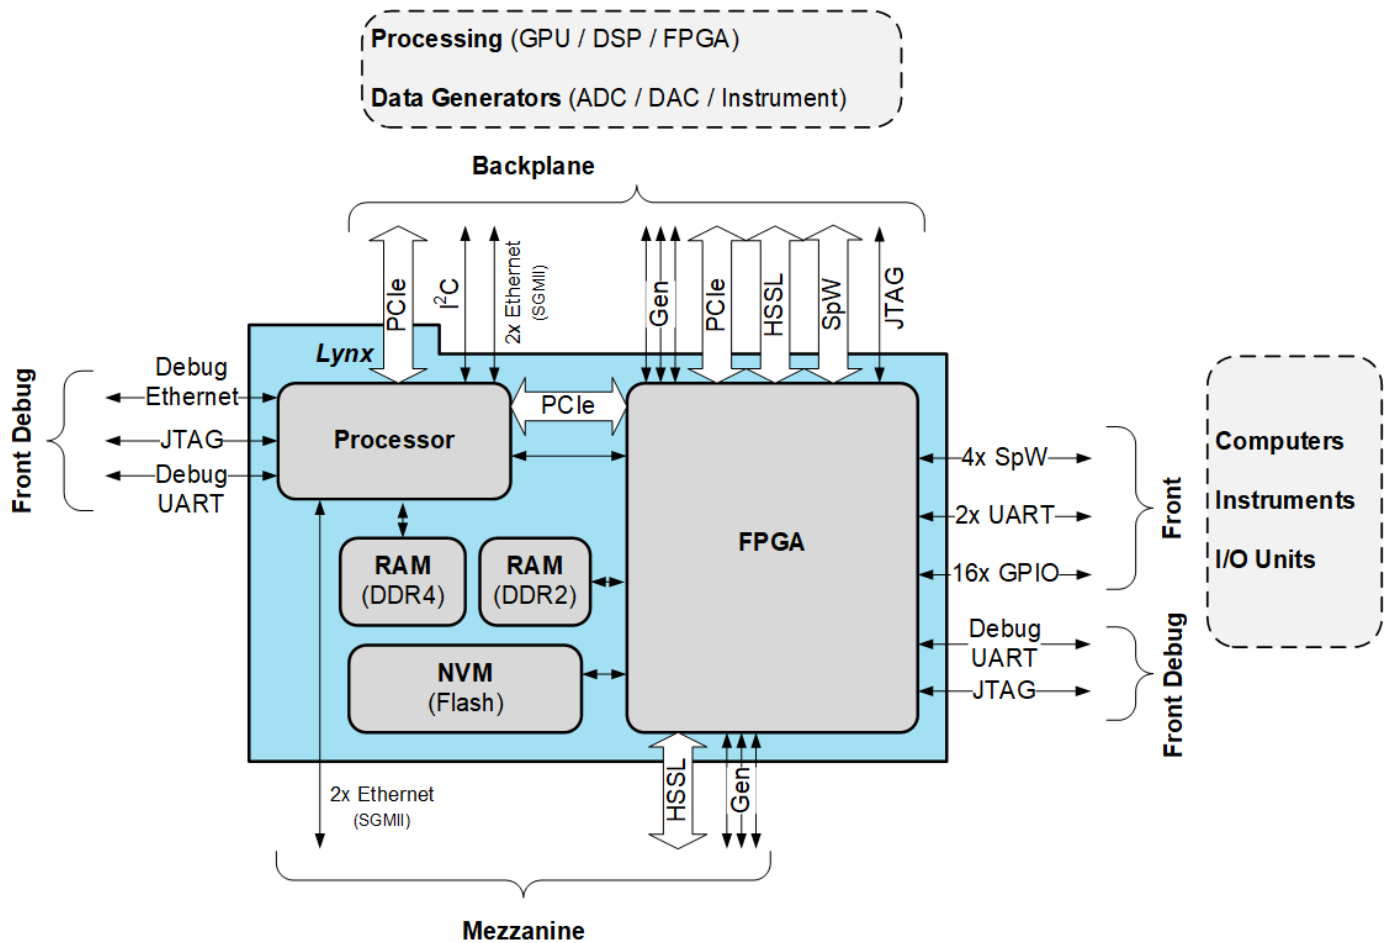 Processing (GPU / DSP / FPGA)
Data Generators (ADC / DAC / Instrument)
Backplane
PCIe
I²C
2x Ethernet
(SGMII)
Gen
PCIe
HSSL
SpW
JTAG
Lynx
Front Debug
Debug
Ethernet
JTAG
Debug
UART
Processor
PCIe
FPGA
RAM
(DDR4)
RAM
(DDR2)
NVM
(Flash)
4x SpW
2x UART
16x GPIO
Front
Debug
UART
JTAG
Front Debug
Computers
Instruments
I/O Units
2x Ethernet
(SGMII)
HSSL
Gen
Mezzanine